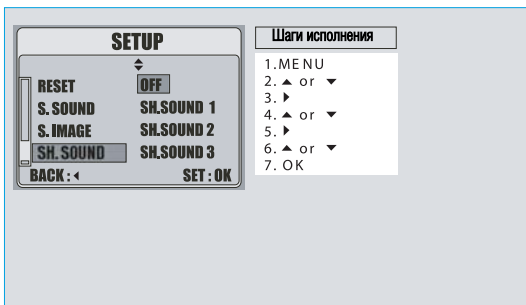 SETUP
RESET OFF
S. SOUND SH.SOUND 1
S. IMAGE SH.SOUND 2
SH. SOUND SH.SOUND 3
BACK : ◂ SET : OK
Шаги исполнения
1.MENU
2. ▲ or ▼
3. ▶
4. ▲ or ▼
5. ▶
6. ▲ or ▼
7. OK